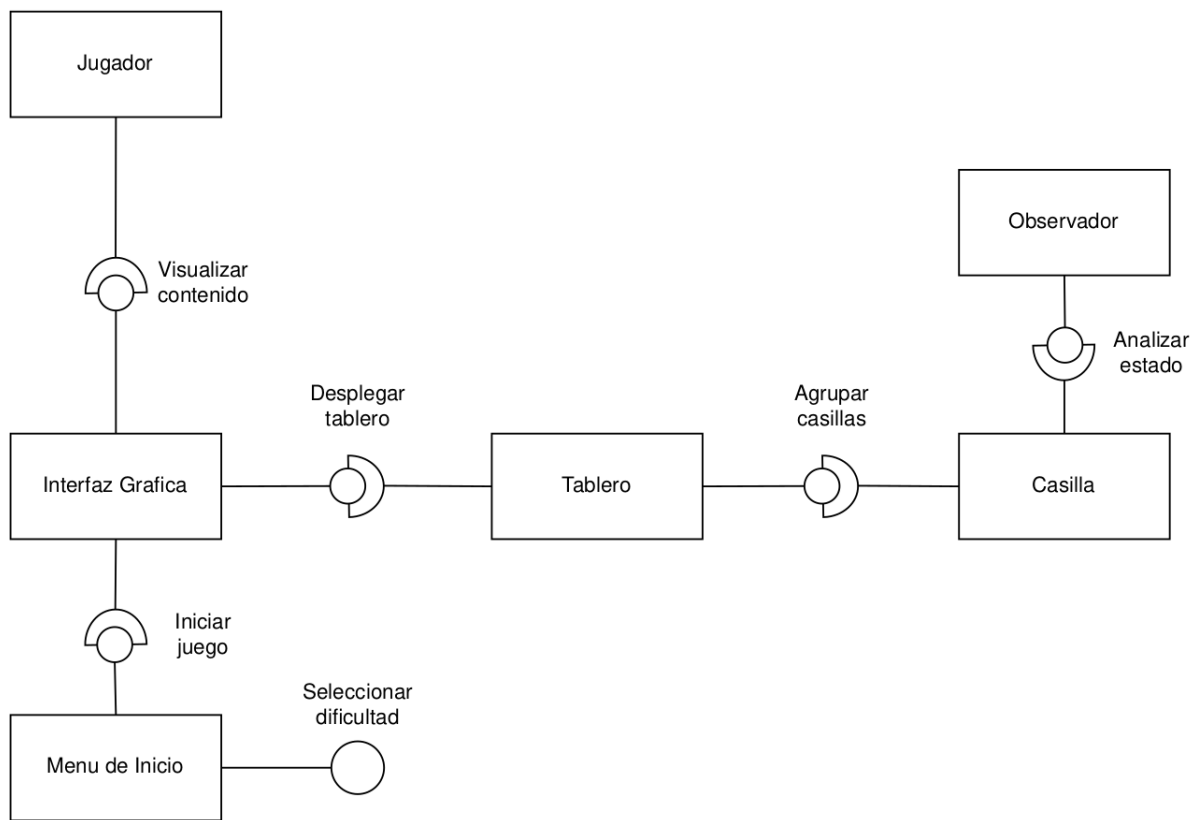 Jugador
Observador
Visualizar
contenido
Analizar
estado
Desplegar
tablero
Agrupar
casillas
Interfaz Grafica
Tablero
Casilla
Iniciar
juego
Seleccionar
dificultad
Menu de Inicio